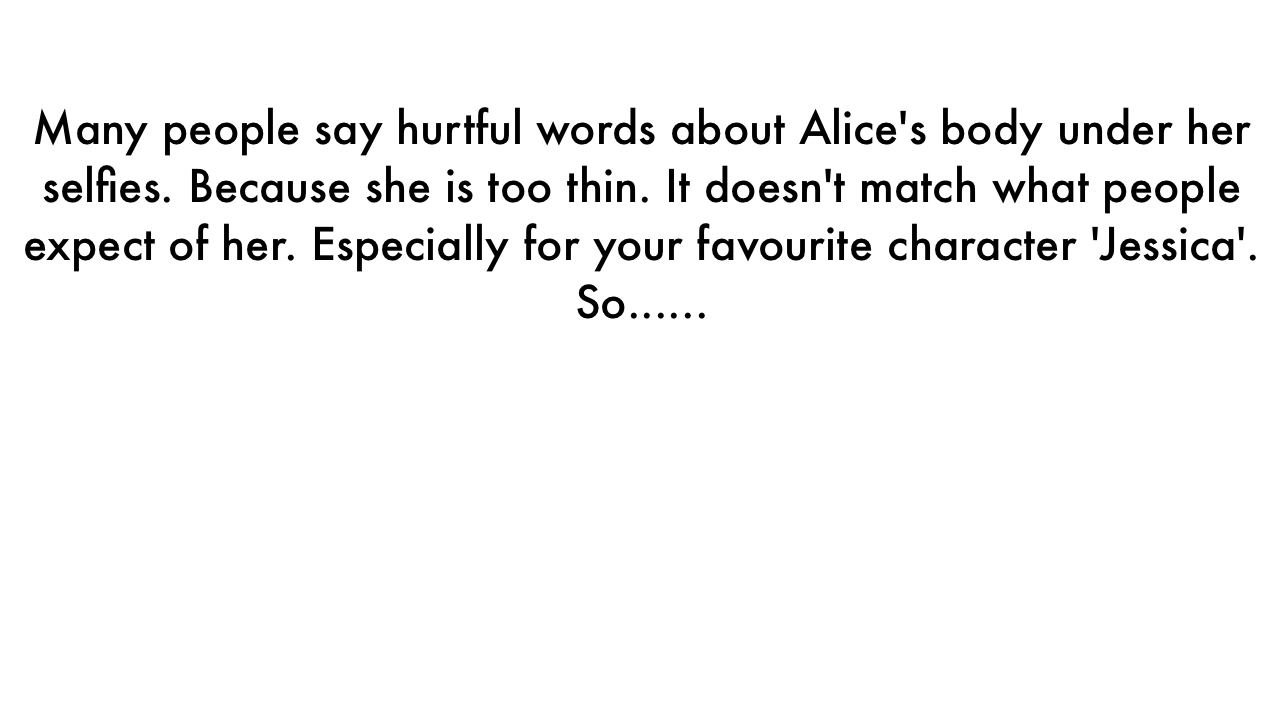 Many people say hurtful words about Alice's body under her
selfies. Because she is too thin. It doesn't match what people
expect of her. Especially for your favourite character 'Jessica'.
So......